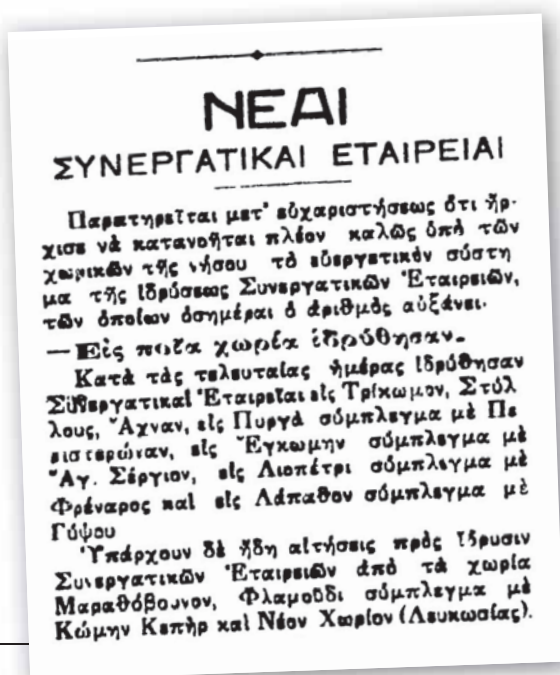 ΝΕΑΙ
ΣΥΝΕΡΓΑΤΙΚΑΙ ΕΤΑΙΡΕΙΑΙ
Παρατηρεῖται μετ' εὐχαριστήσεως ὅτι ἤρ-
χισε νὰ κατανοῆται πλέον καλῶς ὑπὸ τῶν
χωρικῶν τῆς νήσου τὸ εὐεργετικὸν σύστη
μα τῆς ἱδρύσεως Συνεργατικῶν Ἑταιρειῶν,
τῶν ὁποίων ὁσημέραι ὁ ἀριθμὸς αὐξάνει.
—Εἰς ποῖα χωρία ἱδρύθησαν.
Κατὰ τὰς τελευταίας ἡμέρας ἱδρύθησαν
Συνεργατικαὶ Ἑταιρεῖαι εἰς Τρίκωμον, Στύλ
λους, Ἄχναν, εἰς Πυργὰ σύμπλεγμα μὲ Πε
ριστερώναν, εἰς Ἔγκωμην σύμπλεγμα μὲ
Ἅγ. Σέργιον, εἰς Λιοπέτρι σύμπλεγμα μὲ
Φρέναρος καὶ εἰς Λάπαθον σύμπλεγμα μὲ
Γύψου
Ὑπάρχουν δὲ ἤδη αἰτήσεις πρὸς ἵδρυσιν
Συνεργατικῶν Ἑταιρειῶν ἀπὸ τὰ χωρία
Μαραθόβουνον, Φλαμοῦδι σύμπλεγμα μὲ
Κώμην Κεπὴρ καὶ Νέον Χωρίον (Λευκωσίας).